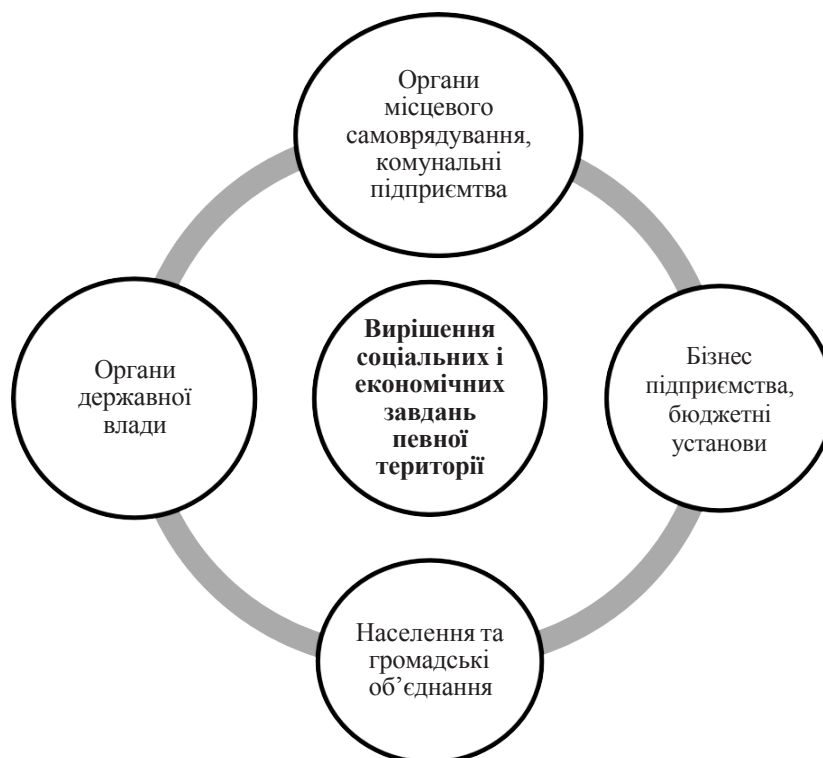 Органи
місцевого
самоврядування,
комунальні
підприємтва
Органи
державної
влади
Вирішення
соціальних і
економічних
завдань
певної
території
Бізнес
підприємства,
бюджетні
установи
Населення та
громадські
об’єднання